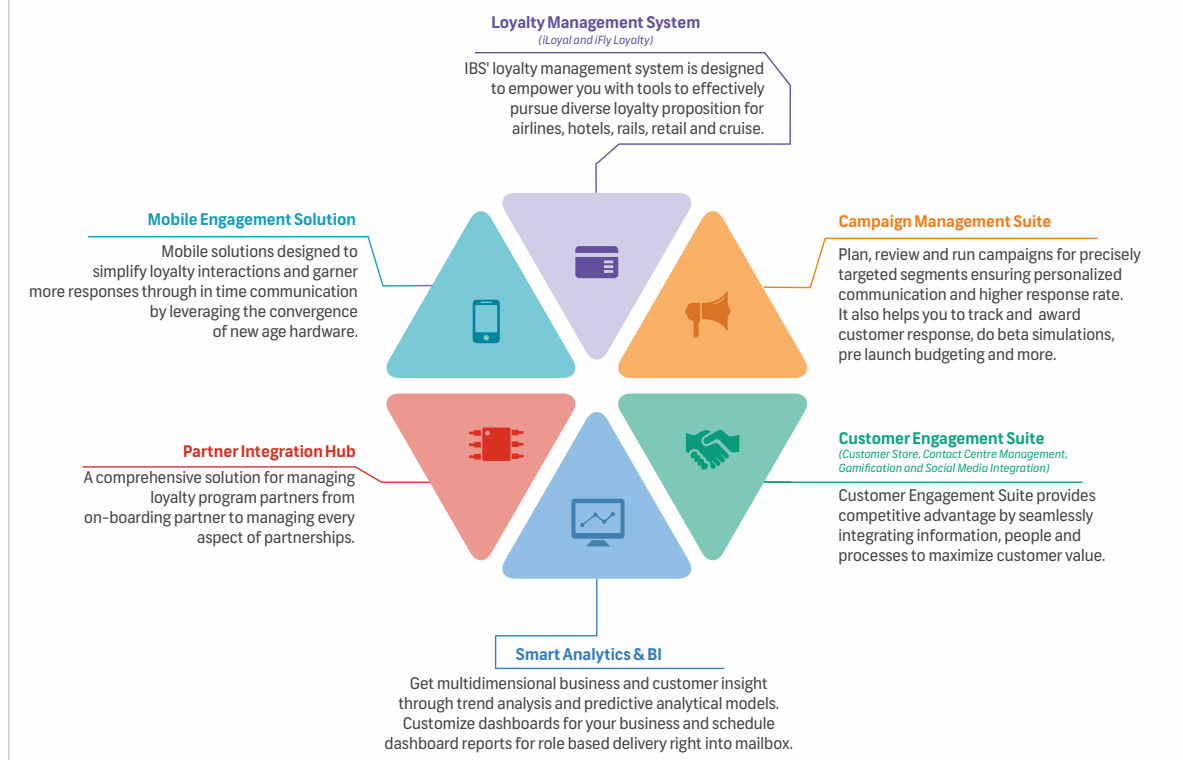 Loyalty Management System
(iLoyal and iFly Loyalty)
IBS' loyalty management system is designed
to empower you with tools to effectively
pursue diverse loyalty proposition for
airlines, hotels, rails, retail and cruise.
Mobile Engagement Solution
Mobile solutions designed to
simplify loyalty interactions and garner
more responses through in time communication
by leveraging the convergence
of new age hardware.
Campaign Management Suite
Plan, review and run campaigns for precisely
targeted segments ensuring personalized
communication and higher response rate.
It also helps you to track and award
customer response, do beta simulations,
pre launch budgeting and more.
Partner Integration Hub
A comprehensive solution for managing
loyalty program partners from
on-boarding partner to managing every
aspect of partnerships.
Customer Engagement Suite
(Customer Store, Contact Centre Management,
Gamification and Social Media Integration)
Customer Engagement Suite provides
competitive advantage by seamlessly
integrating information, people and
processes to maximize customer value.
Smart Analytics & BI
Get multidimensional business and customer insight
through trend analysis and predictive analytical models.
Customize dashboards for your business and schedule
dashboard reports for role based delivery right into mailbox.